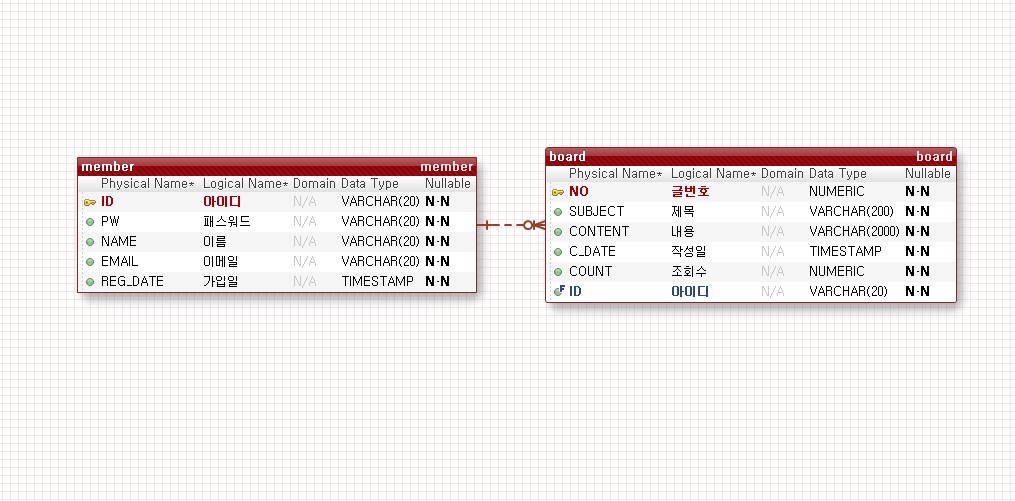 member member
Physical Name* Logical Name* Domain Data Type Nullable
ID 아이디 N/A VARCHAR(20) N-N
PW 패스워드 N/A VARCHAR(20) N-N
NAME 이름 N/A VARCHAR(20) N-N
EMAIL 이메일 N/A VARCHAR(20) N-N
REG_DATE 가입일 N/A TIMESTAMP N-N
board board
Physical Name* Logical Name* Domain Data Type Nullable
NO 글번호 N/A NUMERIC N-N
SUBJECT 제목 N/A VARCHAR(200) N-N
CONTENT 내용 N/A VARCHAR(2000) N-N
C_DATE 작성일 N/A TIMESTAMP N-N
COUNT 조회수 N/A NUMERIC N-N
F ID 아이디 N/A VARCHAR(20) N-N